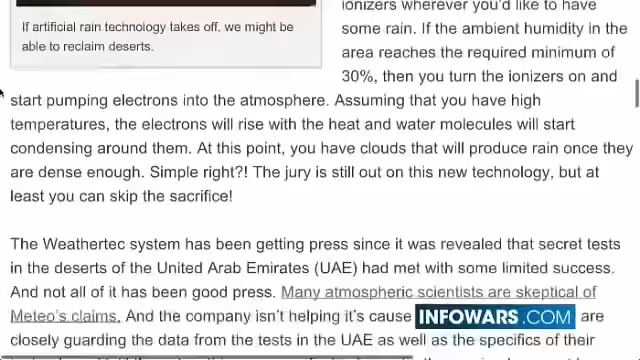 ionizers wherever you'd like to have
If artificial rain technology takes off, we might be
able to reclaim deserts.
some rain. If the ambient humidity in the
area reaches the required minimum of
30%, then you turn the ionizers on and
start pumping electrons into the atmosphere. Assuming that you have high
temperatures, the electrons will rise with the heat and water molecules will start
condensing around them. At this point, you have clouds that will produce rain once they
are dense enough. Simple right?! The jury is still out on this new technology, but at
least you can skip the sacrifice!
The Weathertec system has been getting press since it was revealed that secret tests
in the deserts of the United Arab Emirates (UAE) had met with some limited success.
And not all of it has been good press. Many atmospheric scientists are skeptical of
Meteo's claims. And the company isn't helping it's cause are
INFOWARS.COM
closely guarding the data from the tests in the UAE as well as the specifics of their